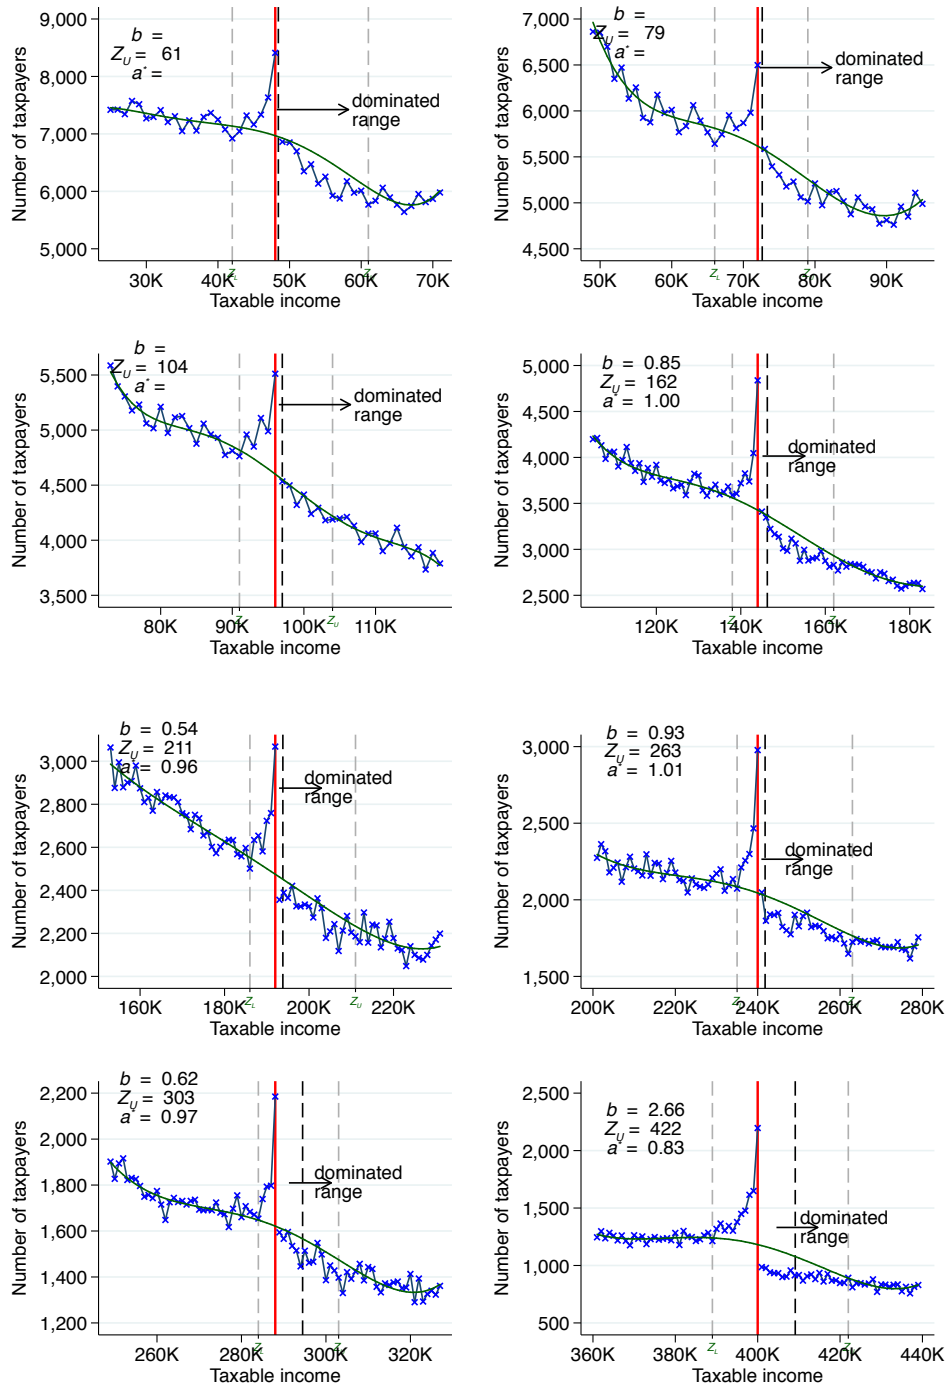 9,000
8,000
7,000
6,000
5,000
Number of taxpayers
b =
Z_U = 61
a* =
dominated
range
30K 40K 50K 60K 70K
Z_L
Taxable income
7,000
6,500
6,000
5,500
5,000
4,500
Number of taxpayers
b =
Z_U = 79
a* =
dominated
range
50K 60K 70K 80K 90K
Z_L
Taxable income
5,500
5,000
4,500
4,000
3,500
Number of taxpayers
b =
Z_U = 104
a* =
dominated
range
80K 90K 100K 110K
Z_U
Taxable income
5,000
4,500
4,000
3,500
3,000
2,500
Number of taxpayers
b = 0.85
Z_U = 162
a* = 1.00
dominated
range
120K 140K 160K 180K
Taxable income
3,000
2,800
2,600
2,400
2,200
2,000
Number of taxpayers
b = 0.54
Z_U = 211
a* = 0.96
dominated
range
160K 180K 200K 220K
Z_L Z_U
Taxable income
3,000
2,500
2,000
1,500
Number of taxpayers
b = 0.93
Z_U = 263
a* = 1.01
dominated
range
200K 220K 240K 260K 280K
Taxable income
2,200
2,000
1,800
1,600
1,400
1,200
Number of taxpayers
b = 0.62
Z_U = 303
a* = 0.97
dominated
range
260K 280K 300K 320K
Taxable income
2,500
2,000
1,500
1,000
500
Number of taxpayers
b = 2.66
Z_U = 422
a* = 0.83
dominated
range
360K 380K 400K 420K 440K
Z_L
Taxable income